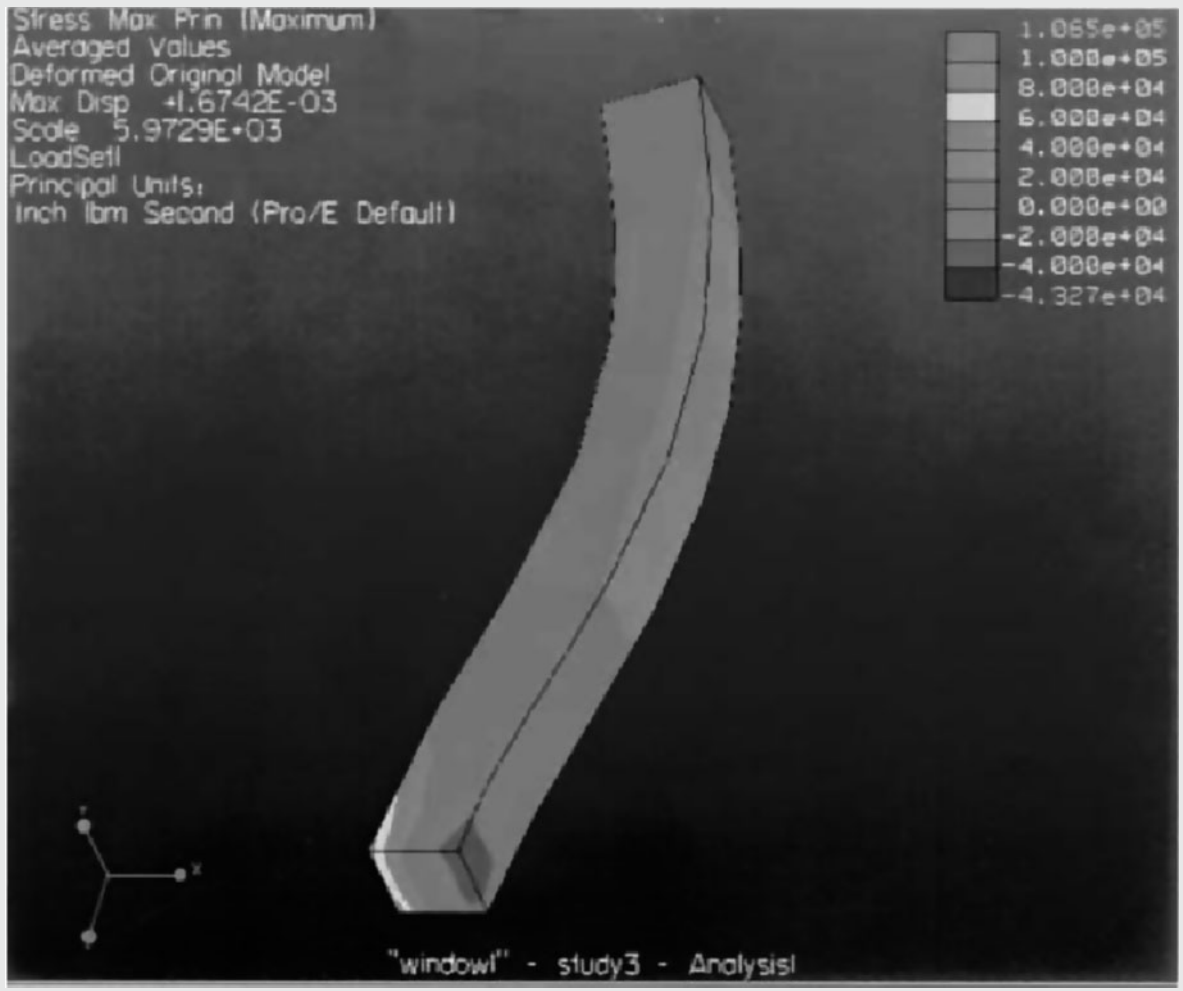 Stress Max Prin (Maximum)
Averaged Values
Deformed Original Model
Max Disp +1.6742E-03
Scale 5.9729E+03
LoadSet1
Principal Units:
Inch lbm Second (Pro/E Default)
1.065e+05
1.000e+05
8.000e+04
6.000e+04
4.000e+04
2.000e+04
0.000e+00
-2.000e+04
-4.000e+04
-4.327e+04
X
"window1" - study3 - Analysis1